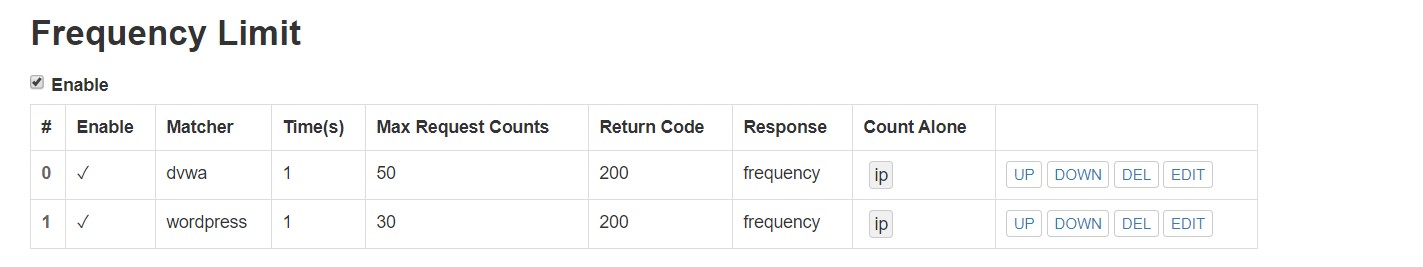 Frequency Limit
Enable
# Enable Matcher Time(s) Max Request Counts Return Code Response Count Alone
0 ✓ dvwa 1 50 200 frequency ip UP DOWN DEL EDIT
1 ✓ wordpress 1 30 200 frequency ip UP DOWN DEL EDIT